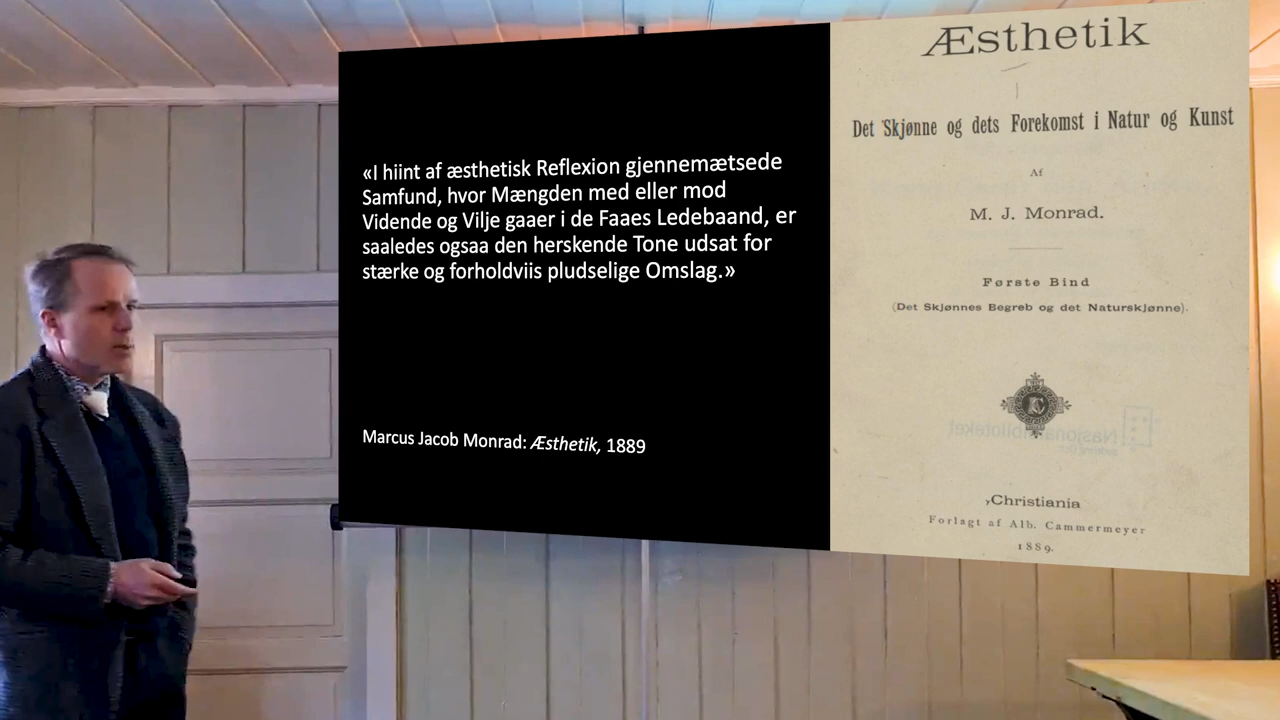 «I hiint af æsthetisk Reflexion gjennemætsede
Samfund, hvor Mængden med eller mod
Vidende og Vilje gaaer i de Faaes Ledebaand, er
saaledes ogsaa den herskende Tone udsat for
stærke og forholdviis pludselige Omslag.»
Marcus Jacob Monrad: Æsthetik, 1889
Æsthetik
Det Skjønne og dets Forekomst i Natur og Kunst
Af
M. J. Monrad.
Første Bind
(Det Skjønnes Begreb og det Naturskjønne).
Nasjonalbiblioteket
Christiania
Forlagt af Alb. Cammermeyer
1889.